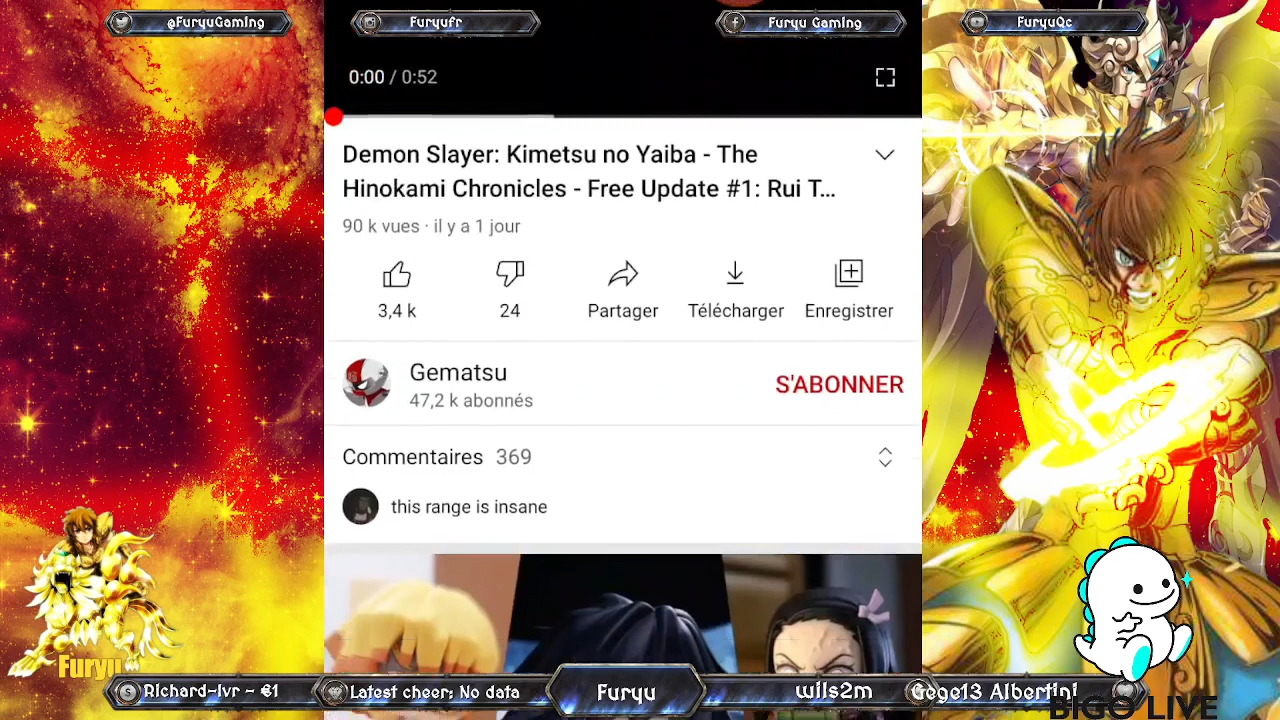 @FuryuGaming
Furyufr
Furyu Gaming
FuryuQc
0:00 / 0:52
Demon Slayer: Kimetsu no Yaiba - The
Hinokami Chronicles - Free Update #1: Rui T...
90 k vues · il y a 1 jour
3,4 k
24
Partager
Télécharger
Enregistrer
Gematsu
47,2 k abonnés
S'ABONNER
Commentaires 369
this range is insane
Furyu
Richard-lvr - €1
Latest cheer: No data
Furyu
wils2m
Gege13 Albertini
BIGO LIVE